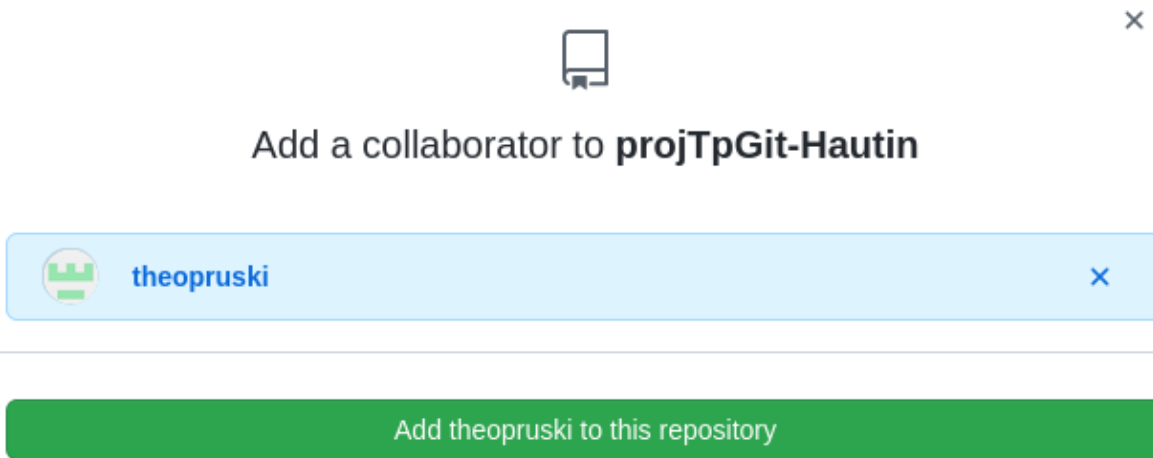 Add a collaborator to projTpGit-Hautin
theopruski
Add theopruski to this repository